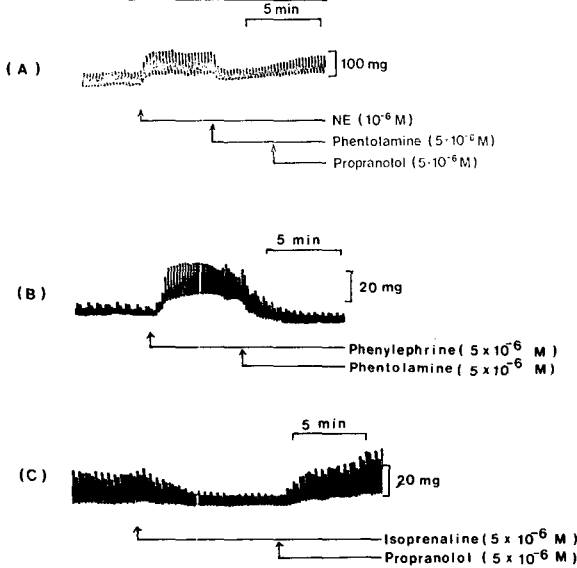 5 min
(A)
100 mg
NE (10⁻⁶ M)
Phentolamine (5·10⁻⁶ M)
Propranolol (5·10⁻⁶ M)
5 min
(B)
20 mg
Phenylephrine (5 x 10⁻⁶ M)
Phentolamine ( 5 x 10⁻⁶ M)
5 min
(C)
20 mg
Isoprenaline (5 x 10⁻⁶ M)
Propranolol (5 x 10⁻⁶ M)